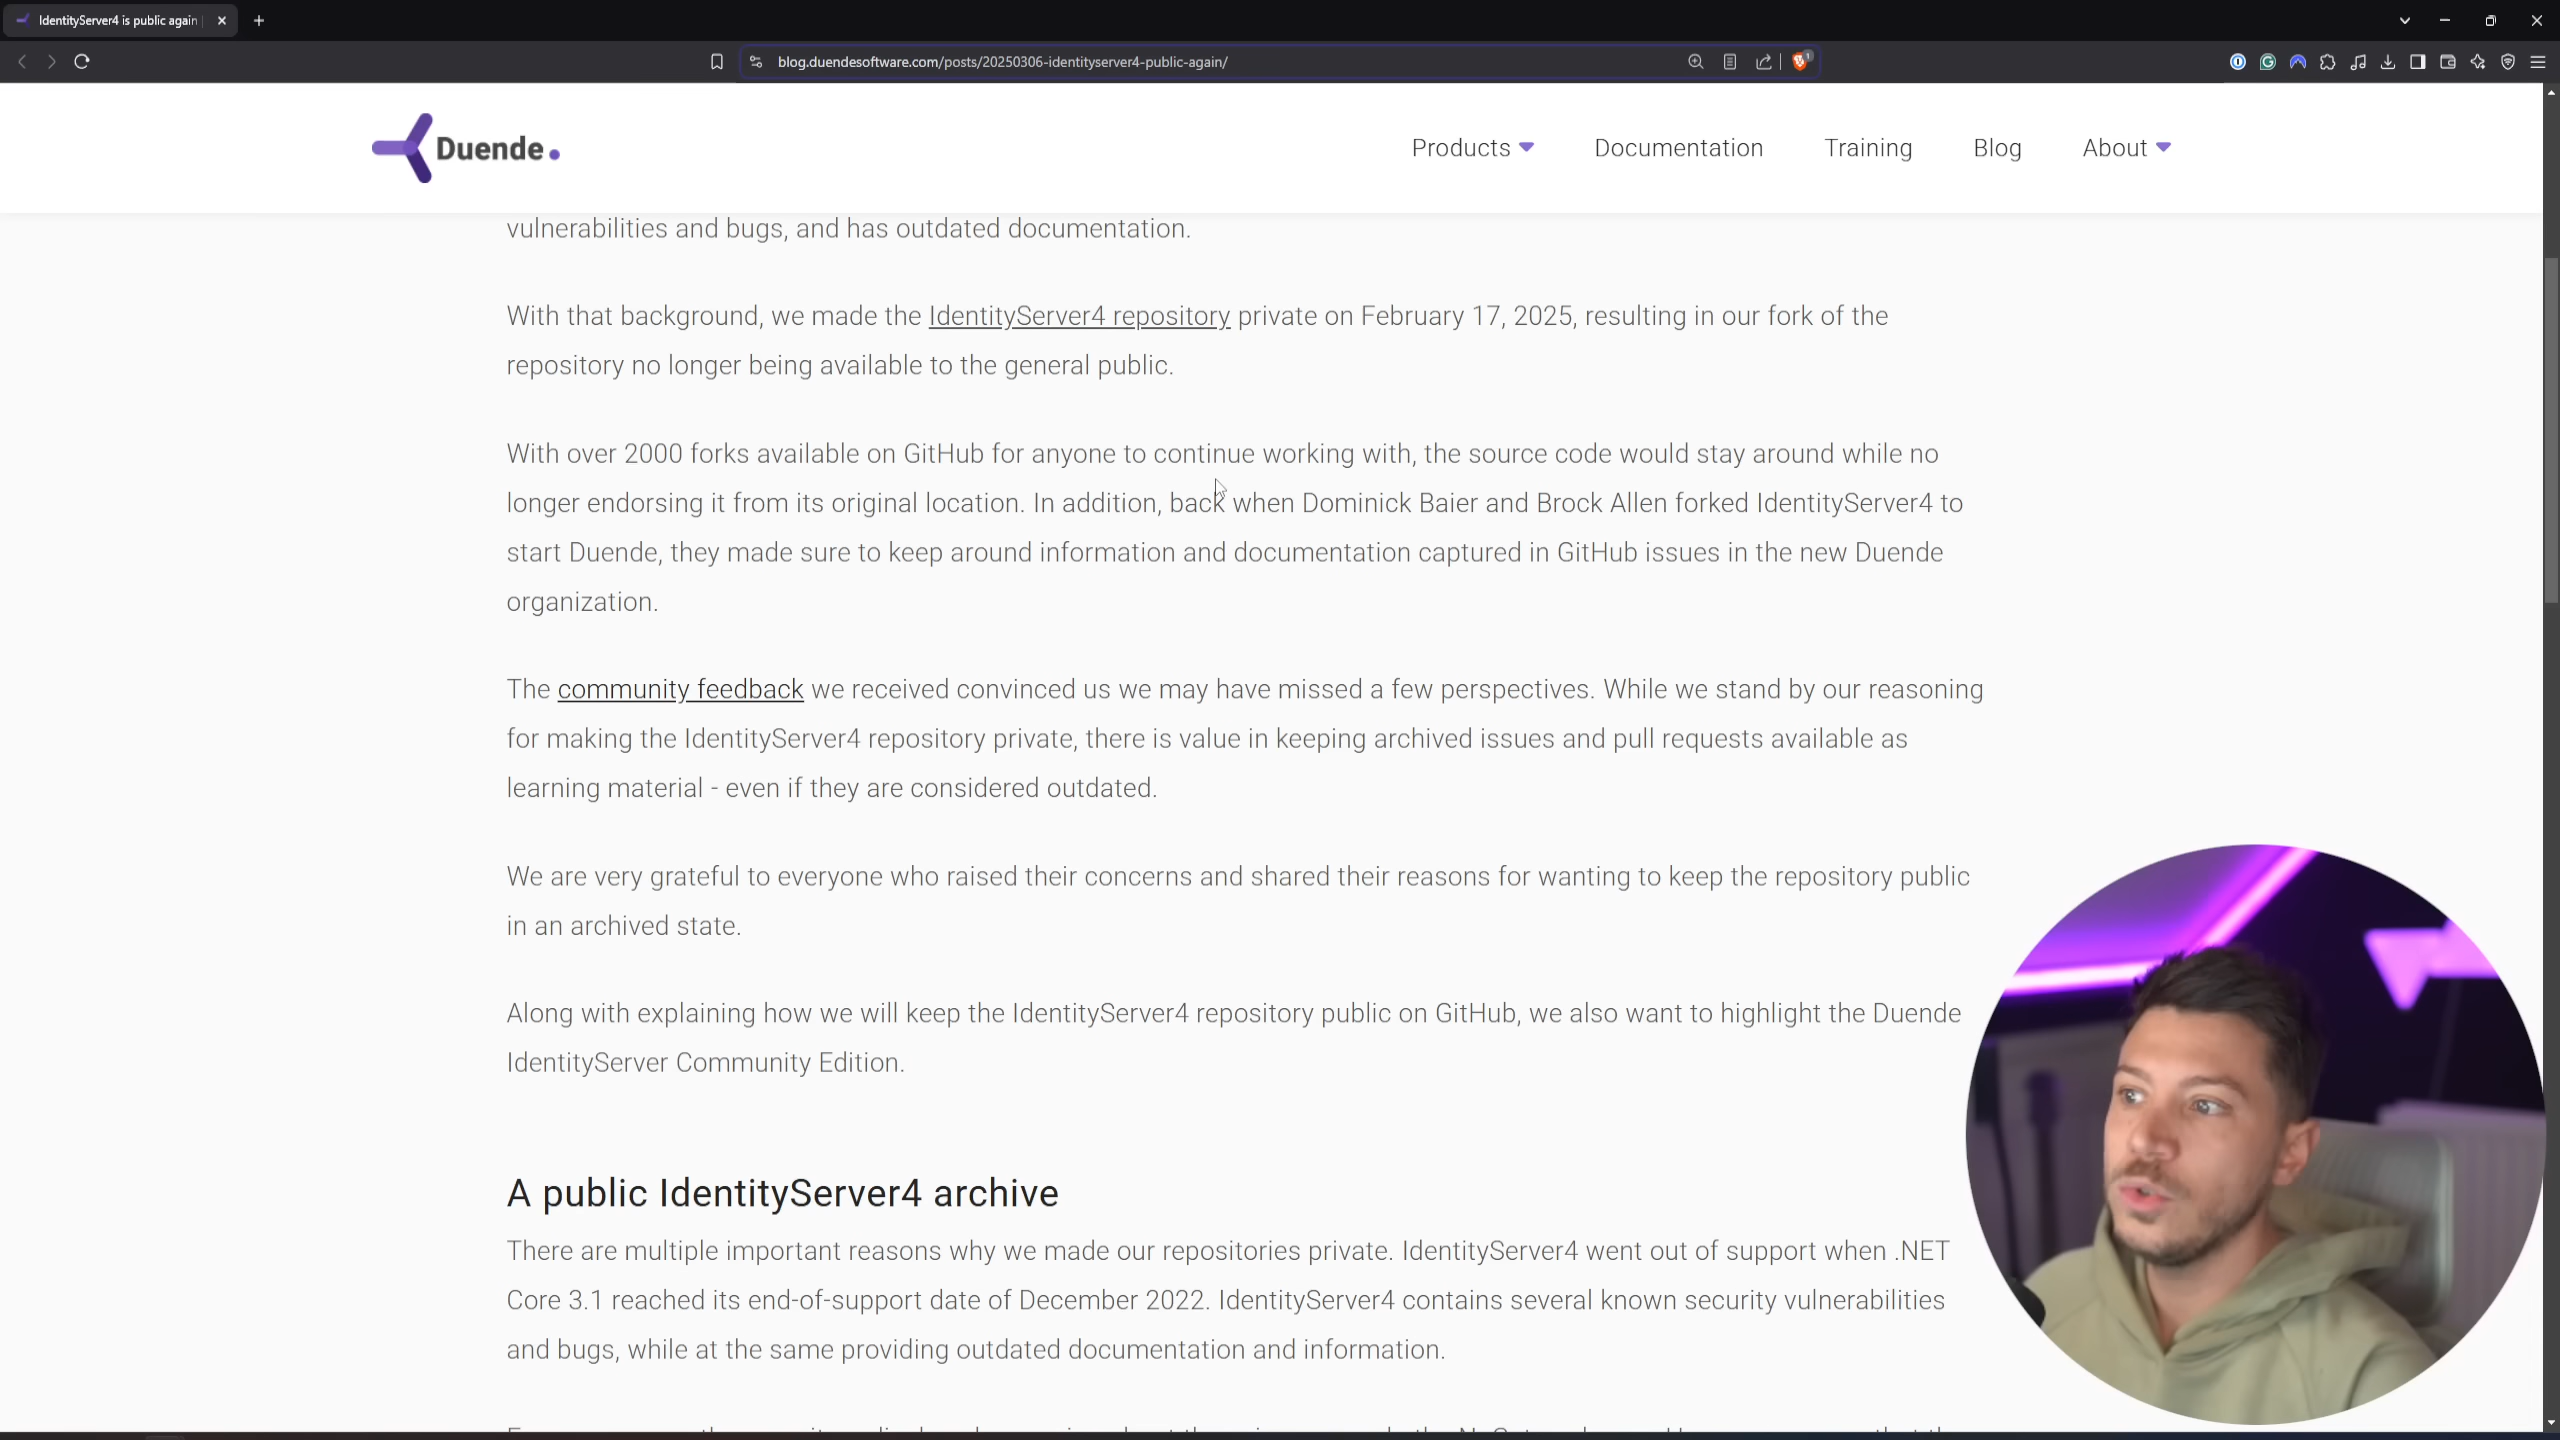 IdentityServer4 is public again
blog.duendesoftware.com/posts/20250306-identityserver4-public-again/
1
Duende
Products
Documentation
Training
Blog
About
vulnerabilities and bugs, and has outdated documentation.
With that background, we made the IdentityServer4 repository private on February 17, 2025, resulting in our fork of the
repository no longer being available to the general public.
With over 2000 forks available on GitHub for anyone to continue working with, the source code would stay around while no
longer endorsing it from its original location. In addition, back when Dominick Baier and Brock Allen forked IdentityServer4 to
start Duende, they made sure to keep around information and documentation captured in GitHub issues in the new Duende
organization.
The community feedback we received convinced us we may have missed a few perspectives. While we stand by our reasoning
for making the IdentityServer4 repository private, there is value in keeping archived issues and pull requests available as
learning material - even if they are considered outdated.
We are very grateful to everyone who raised their concerns and shared their reasons for wanting to keep the repository public
in an archived state.
Along with explaining how we will keep the IdentityServer4 repository public on GitHub, we also want to highlight the Duende
IdentityServer Community Edition.
A public IdentityServer4 archive
There are multiple important reasons why we made our repositories private. IdentityServer4 went out of support when .NET
Core 3.1 reached its end-of-support date of December 2022. IdentityServer4 contains several known security vulnerabilities
and bugs, while at the same providing outdated documentation and information.